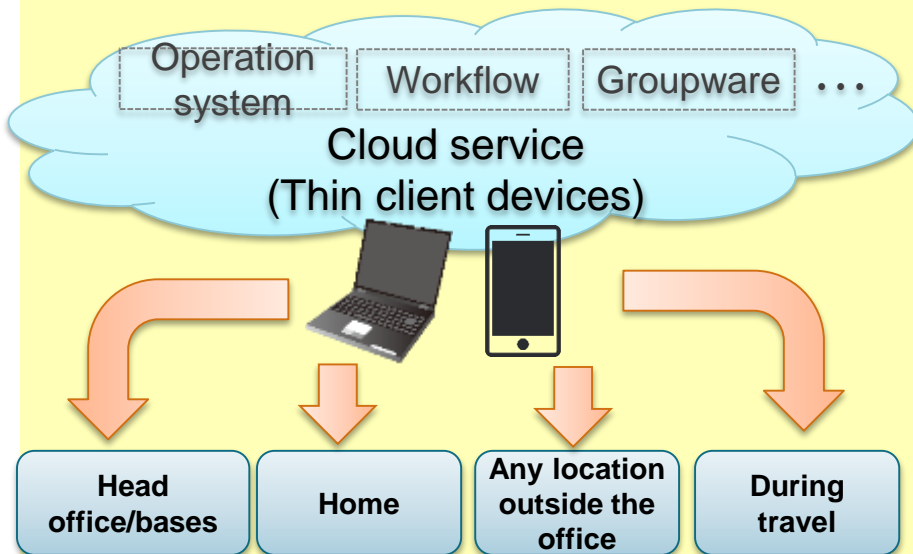 Operation
system
Workflow
Groupware
...
Cloud service
(Thin client devices)
Head
office/bases
Home
Any location
outside the
office
During
travel